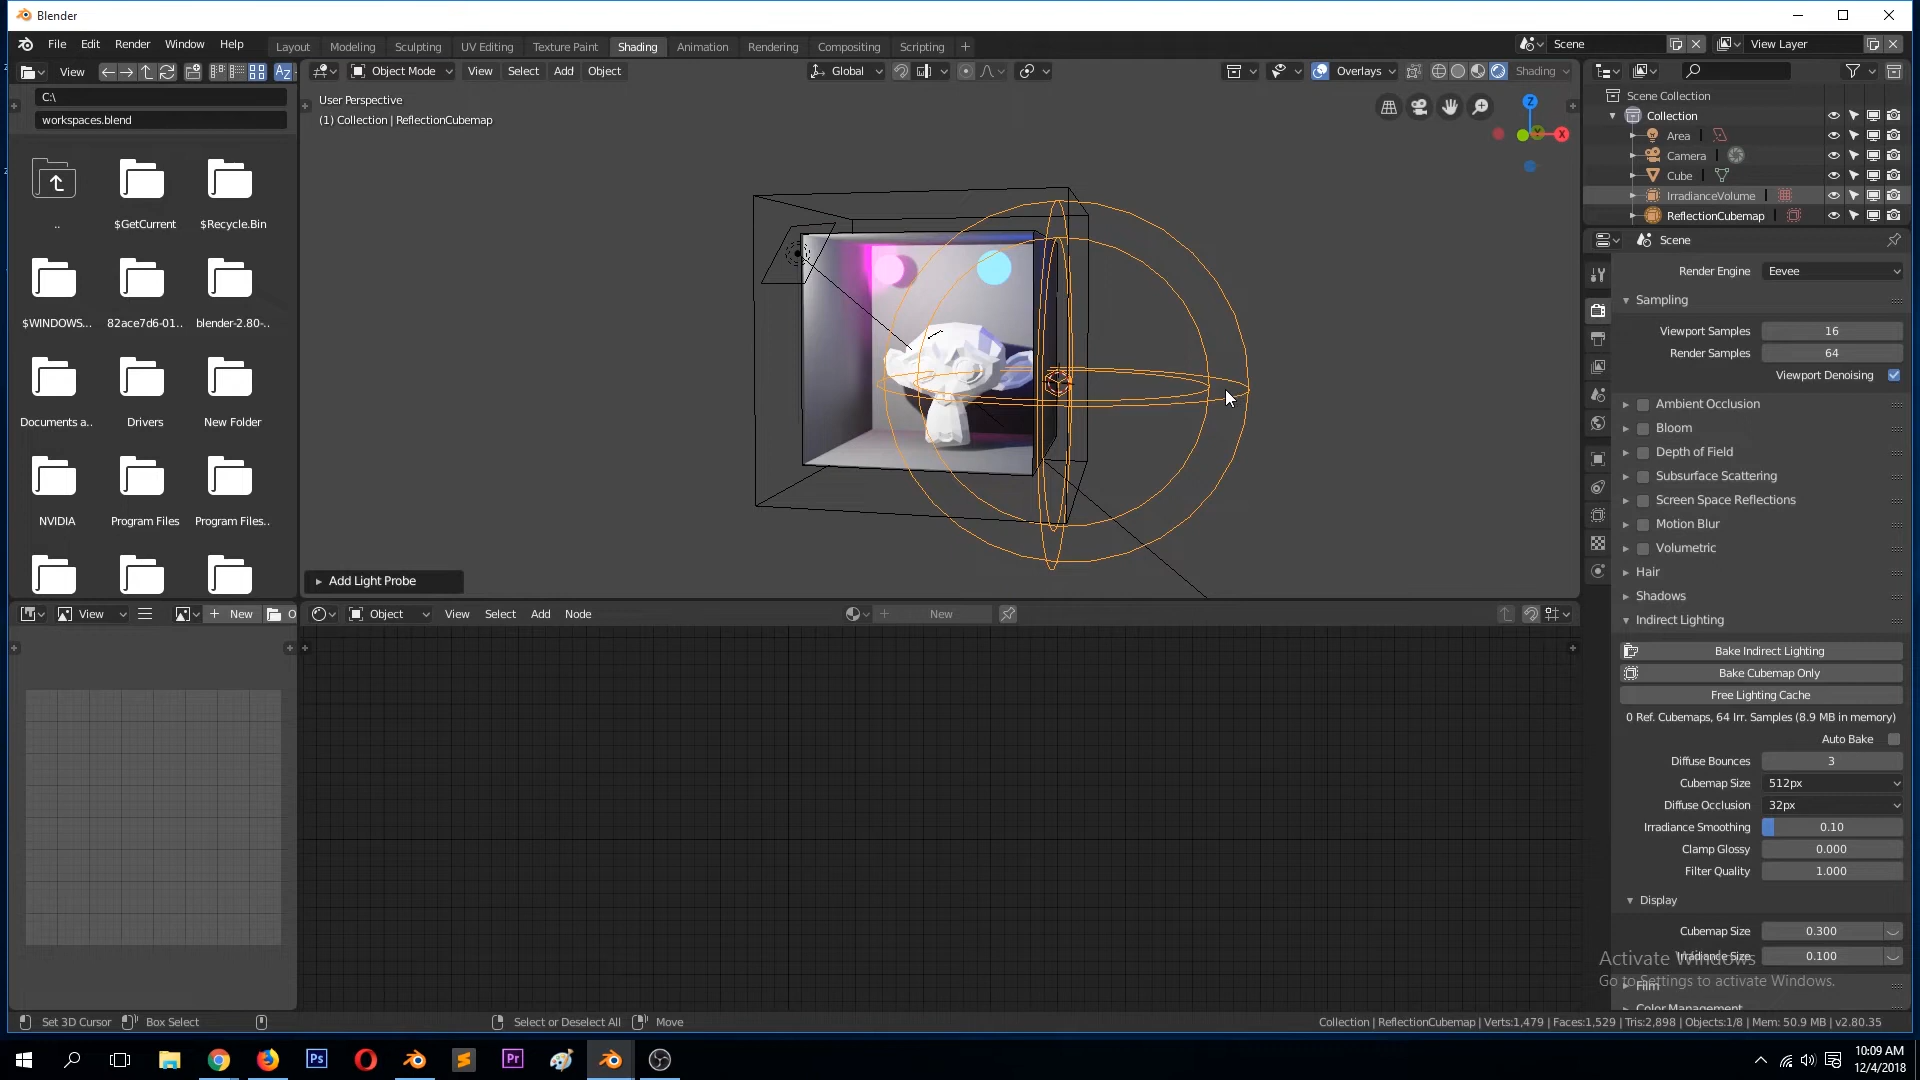 Blender
File Edit Render Window Help
Layout Modeling Sculpting UV Editing Texture Paint Shading Animation Rendering Compositing Scripting
Scene
View Layer
View
Object Mode View Select Add Object
Global
Overlays
Shading
C:\
workspaces.blend
User Perspective
(1) Collection | ReflectionCubemap
Z
Y
X
Scene Collection
Collection
Area
Camera
Cube
IrradianceVolume
ReflectionCubemap
..
$GetCurrent
$Recycle.Bin
$WINDOWS...
82ace7d6-01..
blender-2.80-..
Documents a..
Drivers
New Folder
NVIDIA
Program Files
Program Files..
Scene
Render Engine Eevee
Sampling
Viewport Samples 16
Render Samples 64
Viewport Denoising
Ambient Occlusion
Bloom
Depth of Field
Subsurface Scattering
Screen Space Reflections
Motion Blur
Volumetric
Hair
Shadows
Indirect Lighting
Bake Indirect Lighting
Bake Cubemap Only
Free Lighting Cache
0 Ref. Cubemaps, 64 Irr. Samples (8.9 MB in memory)
Auto Bake
Diffuse Bounces 3
Cubemap Size 512px
Diffuse Occlusion 32px
Irradiance Smoothing 0.10
Clamp Glossy 0.000
Filter Quality 1.000
Display
Cubemap Size 0.300
Irradiance Size 0.100
Film
Color Management
Activate Windows
Go to Settings to activate Windows.
Add Light Probe
View
New
O
Object View Select Add Node
New
Set 3D Cursor Box Select
Select or Deselect All Move
Collection | ReflectionCubemap | Verts:1,479 | Faces:1,529 | Tris:2,898 | Objects:1/8 | Mem: 50.9 MB | v2.80.35
Ps
Pr
10:09 AM
12/4/2018